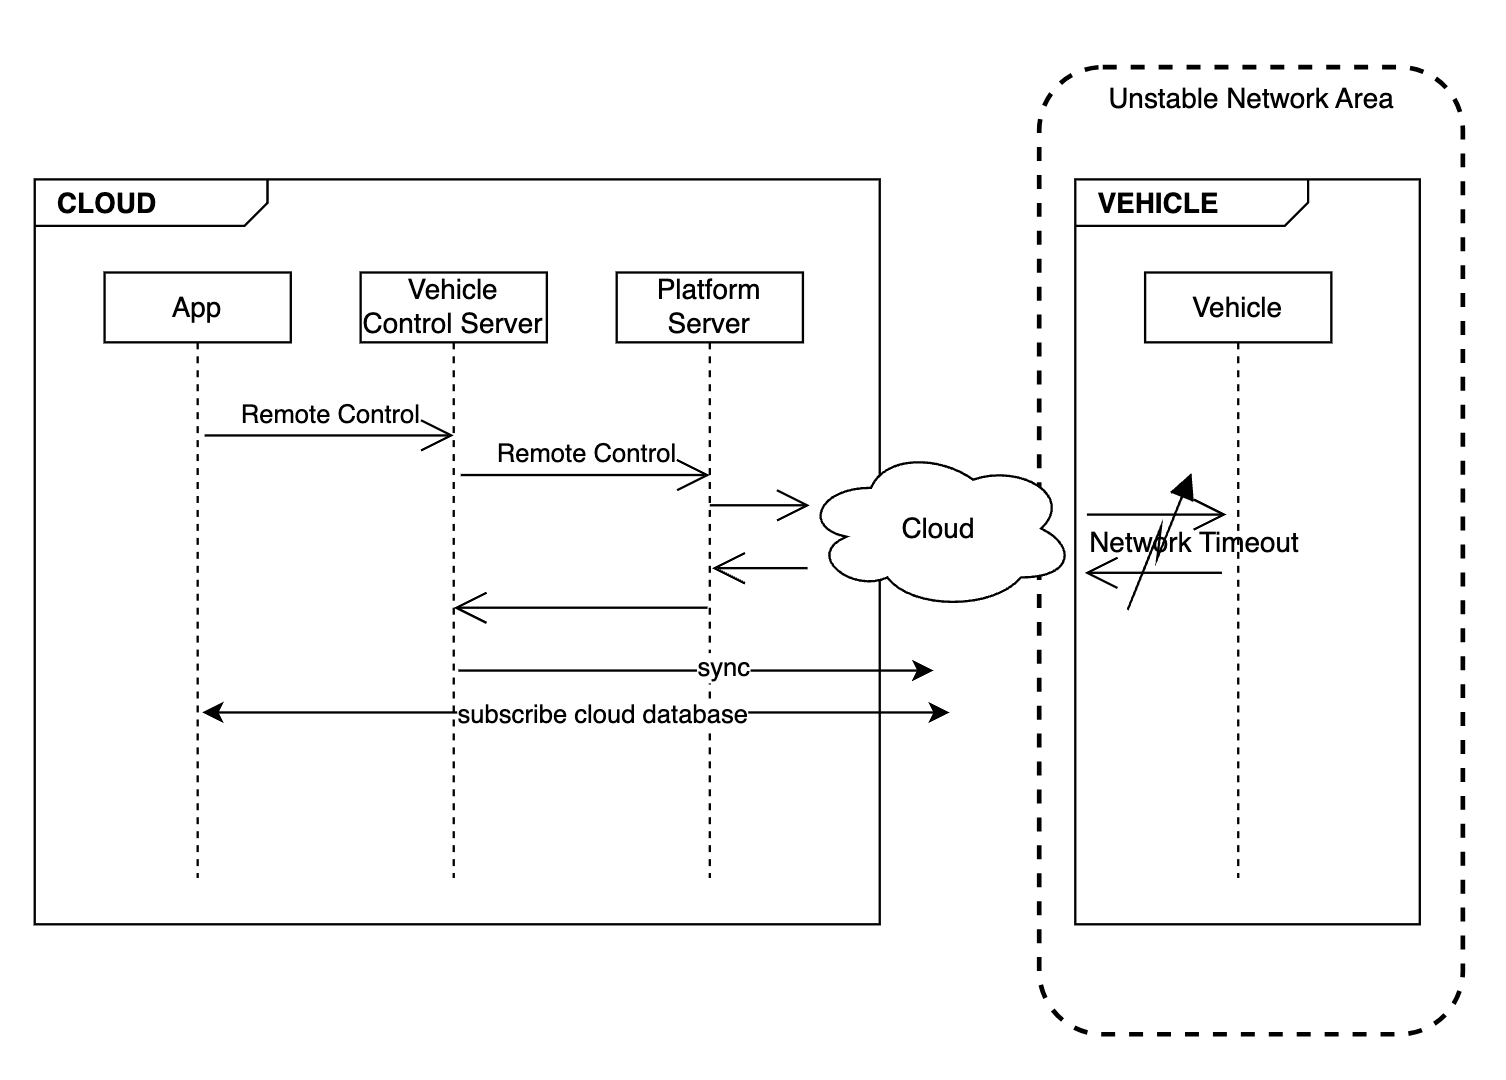 Unstable Network Area
CLOUD
VEHICLE
App
Vehicle
Control Server
Platform
Server
Vehicle
Remote Control
Remote Control
Cloud
Network Timeout
sync
subscribe cloud database